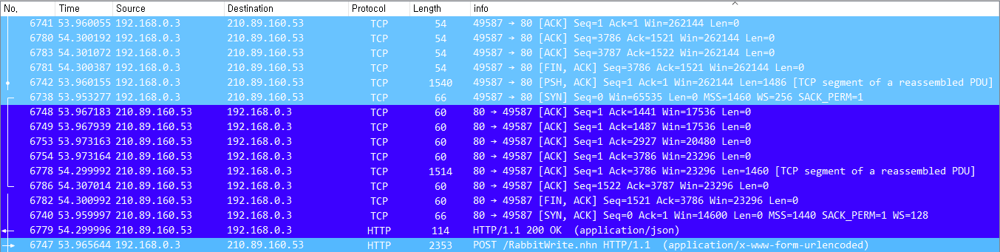 No. Time Source Destination Protocol Length info
6741 53.960055 192.168.0.3 210.89.160.53 TCP 54 49587 → 80 [ACK] Seq=1 Ack=1 Win=262144 Len=0
6780 54.300192 192.168.0.3 210.89.160.53 TCP 54 49587 → 80 [ACK] Seq=3786 Ack=1521 Win=262144 Len=0
6783 54.301072 192.168.0.3 210.89.160.53 TCP 54 49587 → 80 [ACK] Seq=3787 Ack=1522 Win=262144 Len=0
6781 54.300387 192.168.0.3 210.89.160.53 TCP 54 49587 → 80 [FIN, ACK] Seq=3786 Ack=1521 Win=262144 Len=0
6742 53.960155 192.168.0.3 210.89.160.53 TCP 1540 49587 → 80 [PSH, ACK] Seq=1 Ack=1 Win=262144 Len=1486 [TCP segment of a reassembled PDU]
6738 53.953277 192.168.0.3 210.89.160.53 TCP 66 49587 → 80 [SYN] Seq=0 Win=65535 Len=0 MSS=1460 WS=256 SACK_PERM=1
6748 53.967183 210.89.160.53 192.168.0.3 TCP 60 80 → 49587 [ACK] Seq=1 Ack=1441 Win=17536 Len=0
6749 53.967939 210.89.160.53 192.168.0.3 TCP 60 80 → 49587 [ACK] Seq=1 Ack=1487 Win=17536 Len=0
6753 53.973163 210.89.160.53 192.168.0.3 TCP 60 80 → 49587 [ACK] Seq=1 Ack=2927 Win=20480 Len=0
6754 53.973164 210.89.160.53 192.168.0.3 TCP 60 80 → 49587 [ACK] Seq=1 Ack=3786 Win=23296 Len=0
6778 54.299992 210.89.160.53 192.168.0.3 TCP 1514 80 → 49587 [ACK] Seq=1 Ack=3786 Win=23296 Len=1460 [TCP segment of a reassembled PDU]
6786 54.307014 210.89.160.53 192.168.0.3 TCP 60 80 → 49587 [ACK] Seq=1522 Ack=3787 Win=23296 Len=0
6782 54.300992 210.89.160.53 192.168.0.3 TCP 60 80 → 49587 [FIN, ACK] Seq=1521 Ack=3786 Win=23296 Len=0
6740 53.959997 210.89.160.53 192.168.0.3 TCP 66 80 → 49587 [SYN, ACK] Seq=0 Ack=1 Win=14600 Len=0 MSS=1440 SACK_PERM=1 WS=128
6779 54.299996 210.89.160.53 192.168.0.3 HTTP 114 HTTP/1.1 200 OK (application/json)
6747 53.965644 192.168.0.3 210.89.160.53 HTTP 2353 POST /RabbitWrite.nhn HTTP/1.1 (application/x-www-form-urlencoded)